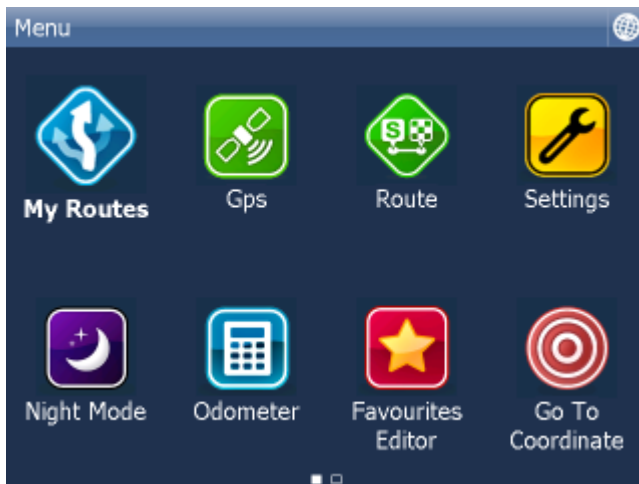 Menu
My Routes
Gps
S
Route
Settings
Night Mode
Odometer
Favourites
Editor
Go To
Coordinate